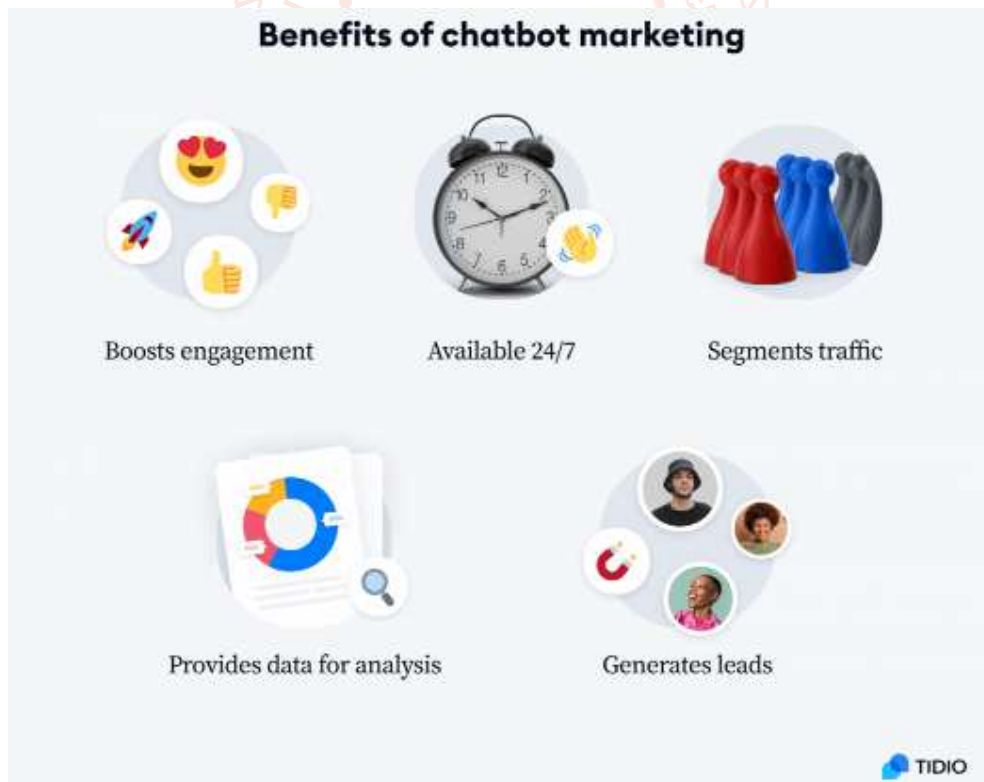 Benefits of chatbot marketing
Boosts engagement
Available 24/7
Segments traffic
Provides data for analysis
Generates leads
TIDIO